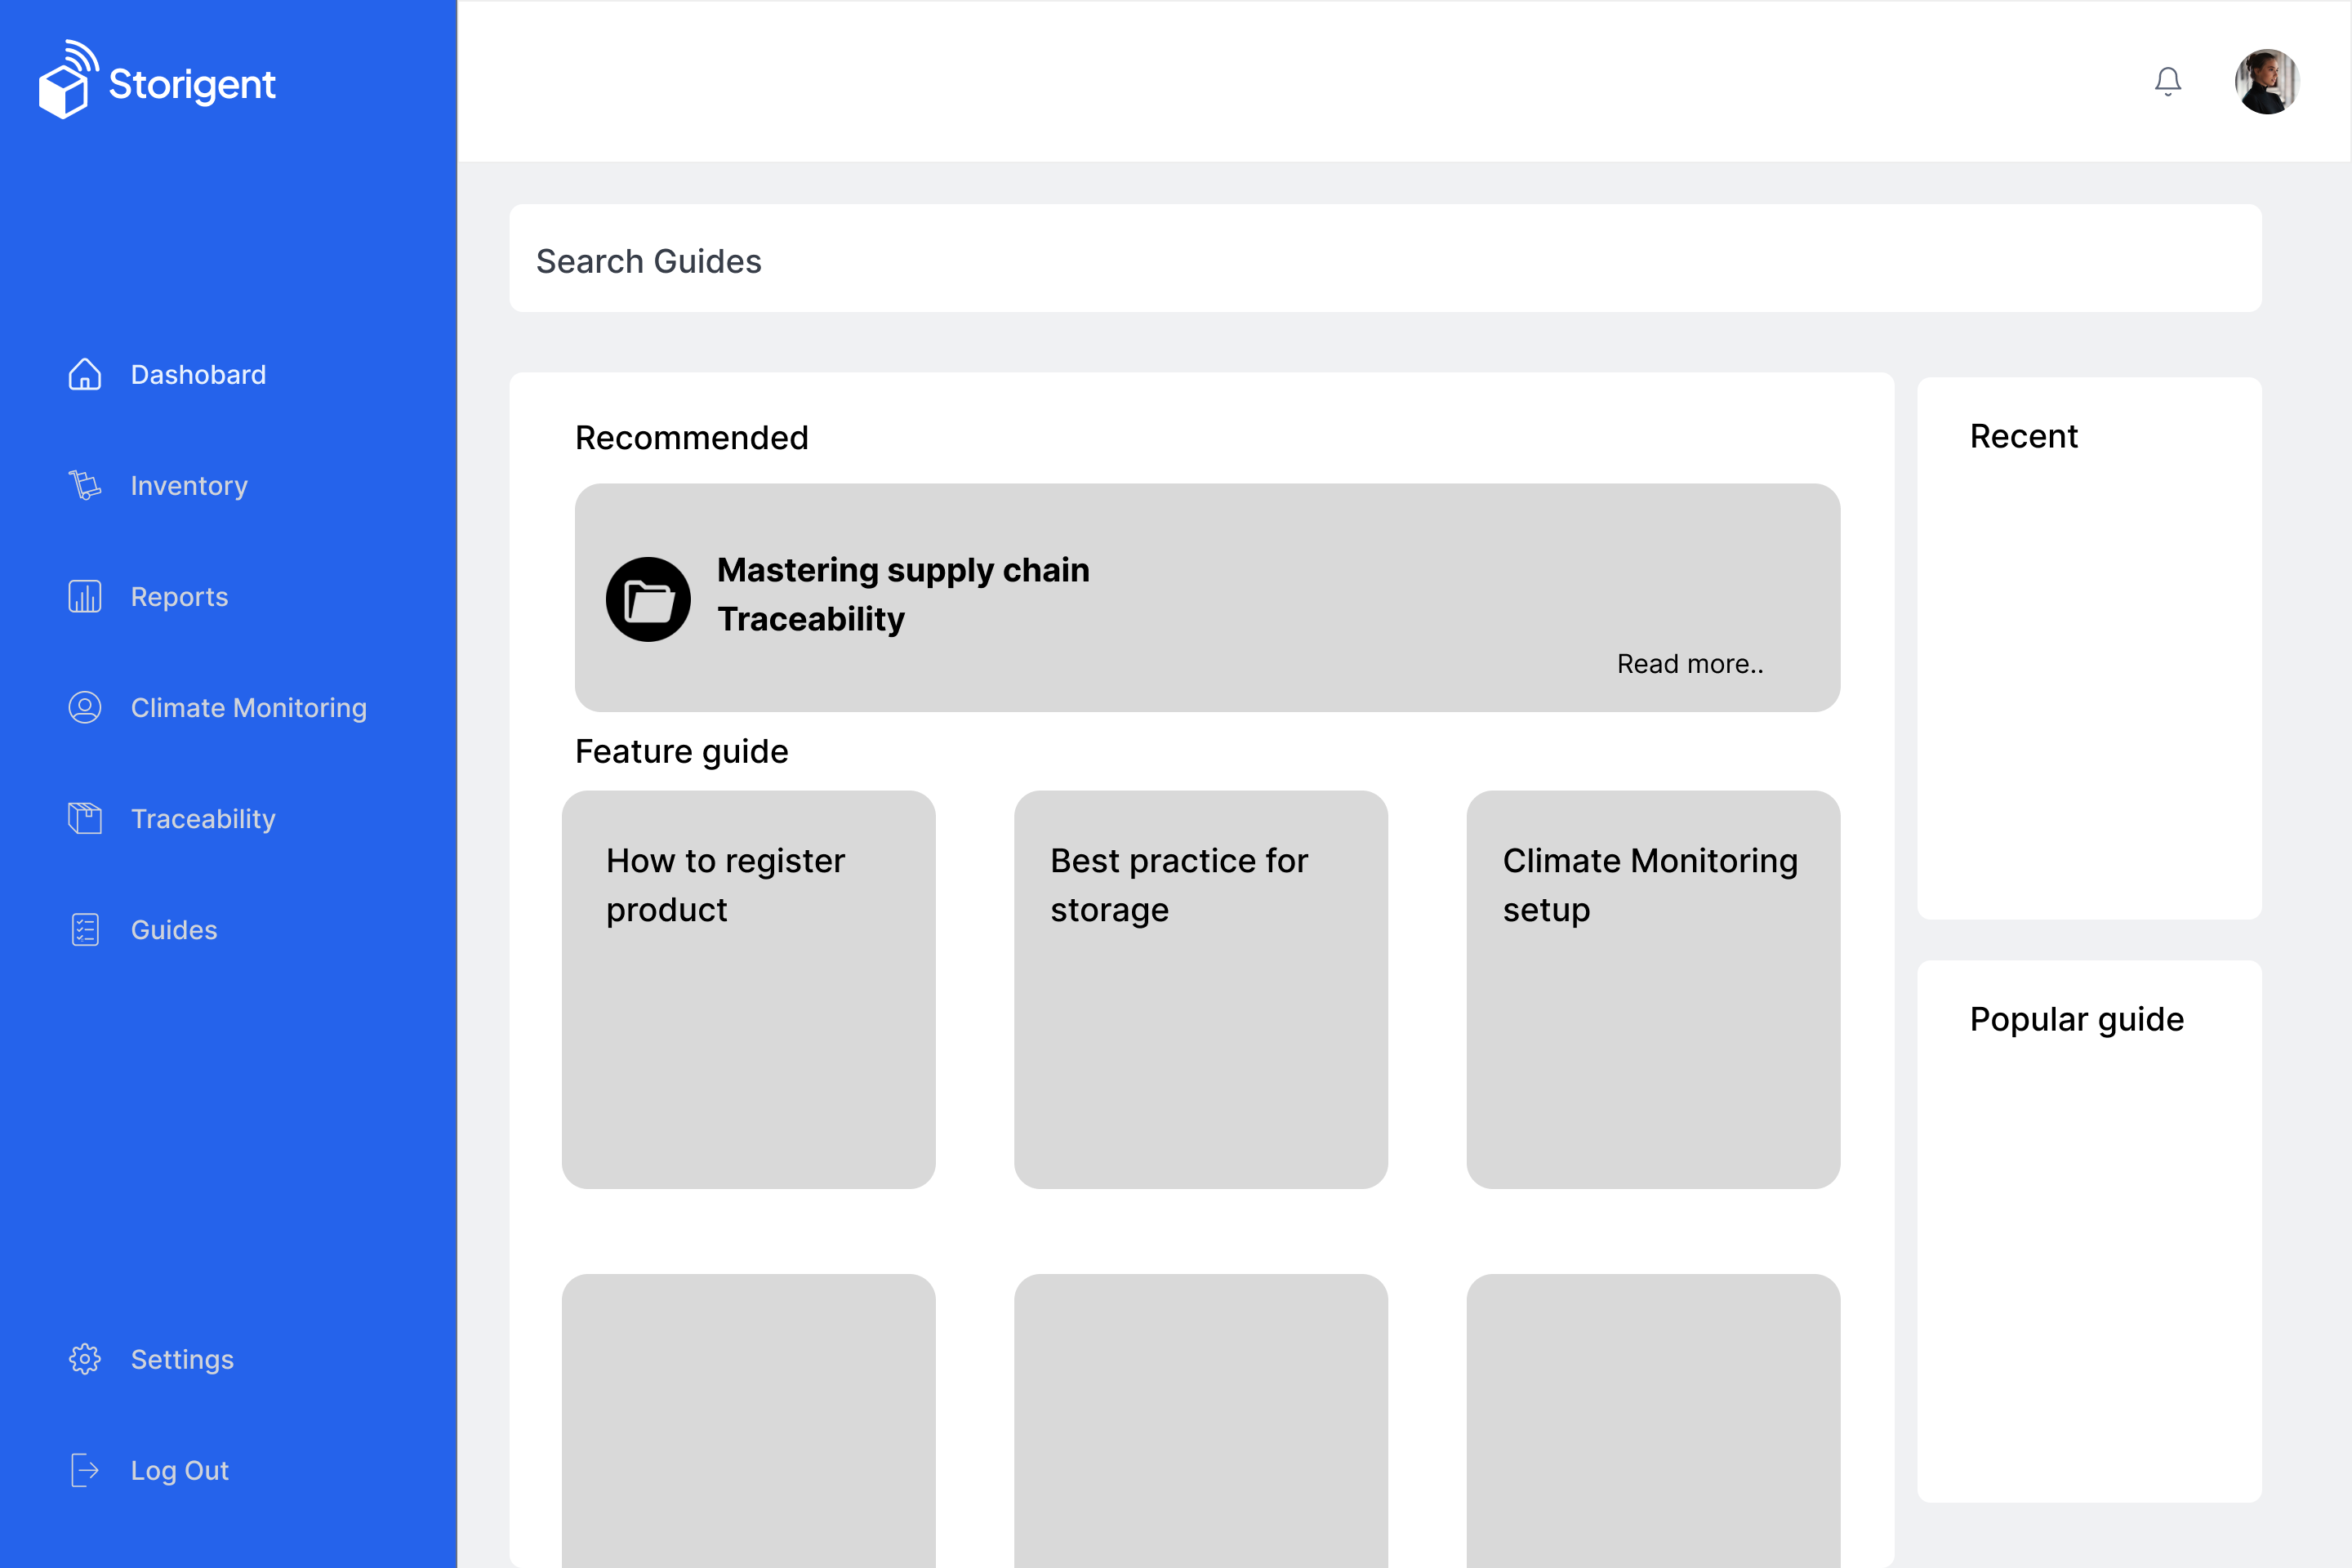 Storigent
Dashobard
Inventory
Reports
Climate Monitoring
Traceability
Guides
Settings
Log Out
Search Guides
Recommended
Mastering supply chain
Traceability
Read more..
Feature guide
How to register
product
Best practice for
storage
Climate Monitoring
setup
Recent
Popular guide